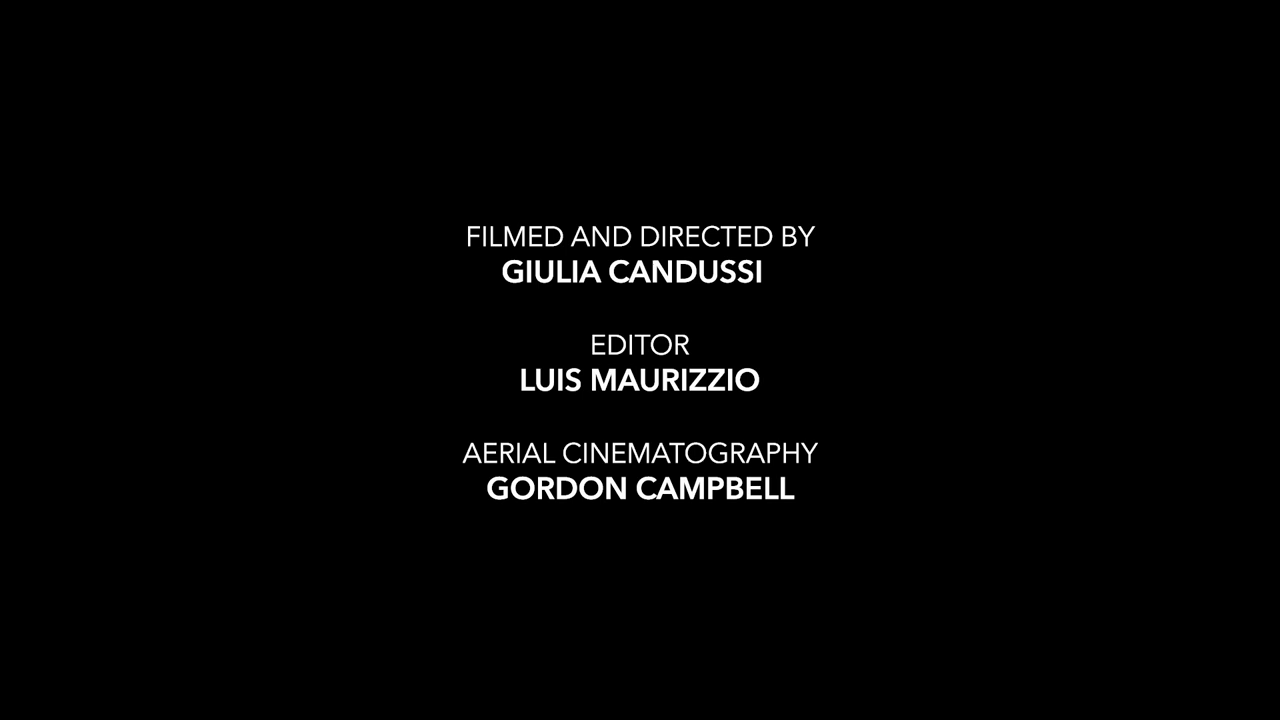 FILMED AND DIRECTED BY
GIULIA CANDUSSI
EDITOR
LUIS MAURIZZIO
AERIAL CINEMATOGRAPHY
GORDON CAMPBELL